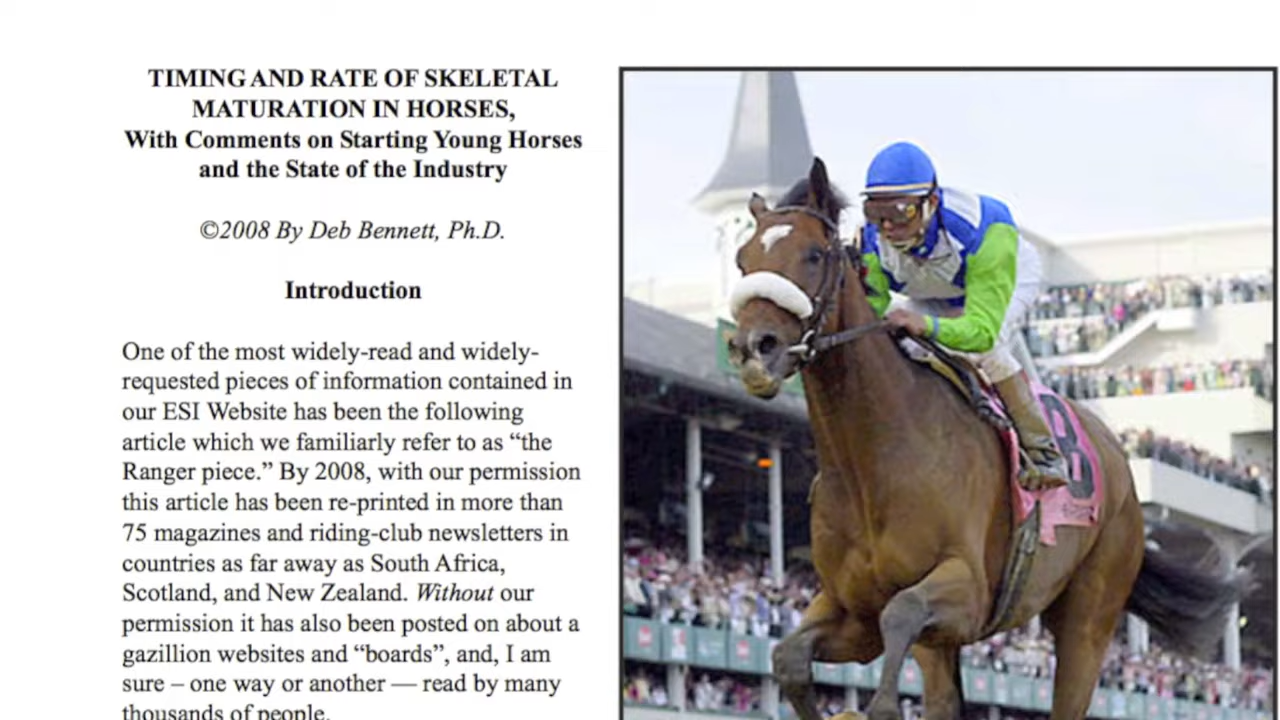 TIMING AND RATE OF SKELETAL
MATURATION IN HORSES,
With Comments on Starting Young Horses
and the State of the Industry
©2008 By Deb Bennett, Ph.D.
Introduction
One of the most widely-read and widely-
requested pieces of information contained in
our ESI Website has been the following
article which we familiarly refer to as “the
Ranger piece.” By 2008, with our permission
this article has been re-printed in more than
75 magazines and riding-club newsletters in
countries as far away as South Africa,
Scotland, and New Zealand. Without our
permission it has also been posted on about a
gazillion websites and “boards”, and, I am
sure – one way or another — read by many
thousands of people.
8